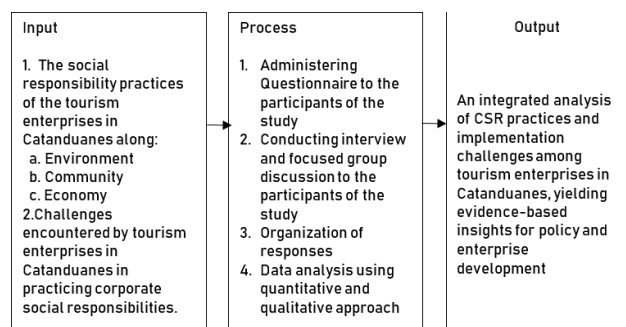 Input
1. The social
responsibility practices
of the tourism
enterprises in
Catanduanes along:
a. Environment
b. Community
c. Economy
2.Challenges
encountered by tourism
enterprises in
Catanduanes in
practicing corporate
social responsibilities.
Process
1. Administering
Questionnaire to the
participants of the
study
2. Conducting interview
and focused group
discussion to the
participants of the
study
3. Organization of
responses
4. Data analysis using
quantitative and
qualitative approach
Output
An integrated analysis
of CSR practices and
implementation
challenges among
tourism enterprises in
Catanduanes, yielding
evidence-based
insights for policy and
enterprise
development